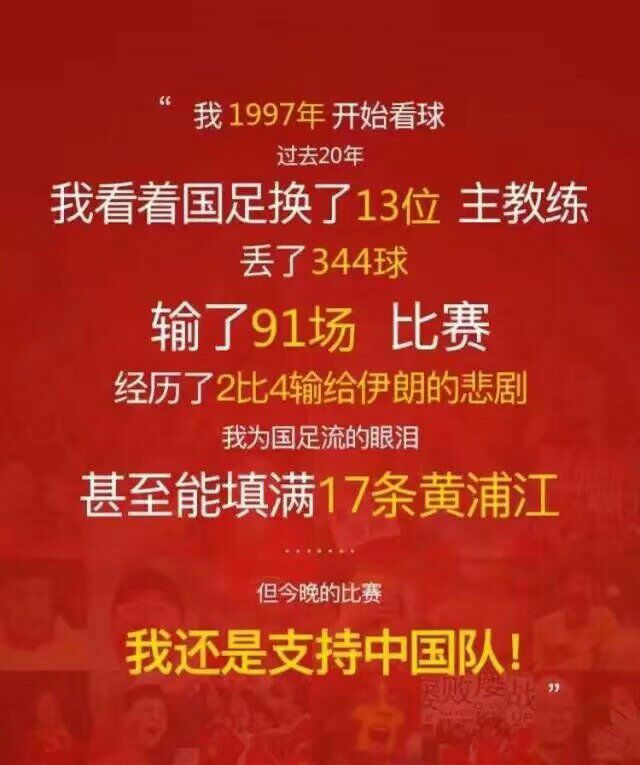 “ 我 1997年 开始看球
过去20年
我看着国足换了13位 主教练
丢了344球
输了91场 比赛
经历了2比4输给伊朗的悲剧
我为国足流的眼泪
甚至能填满17条黄浦江
·······
但今晚的比赛
我还是支持中国队！ ”
屡败屡战